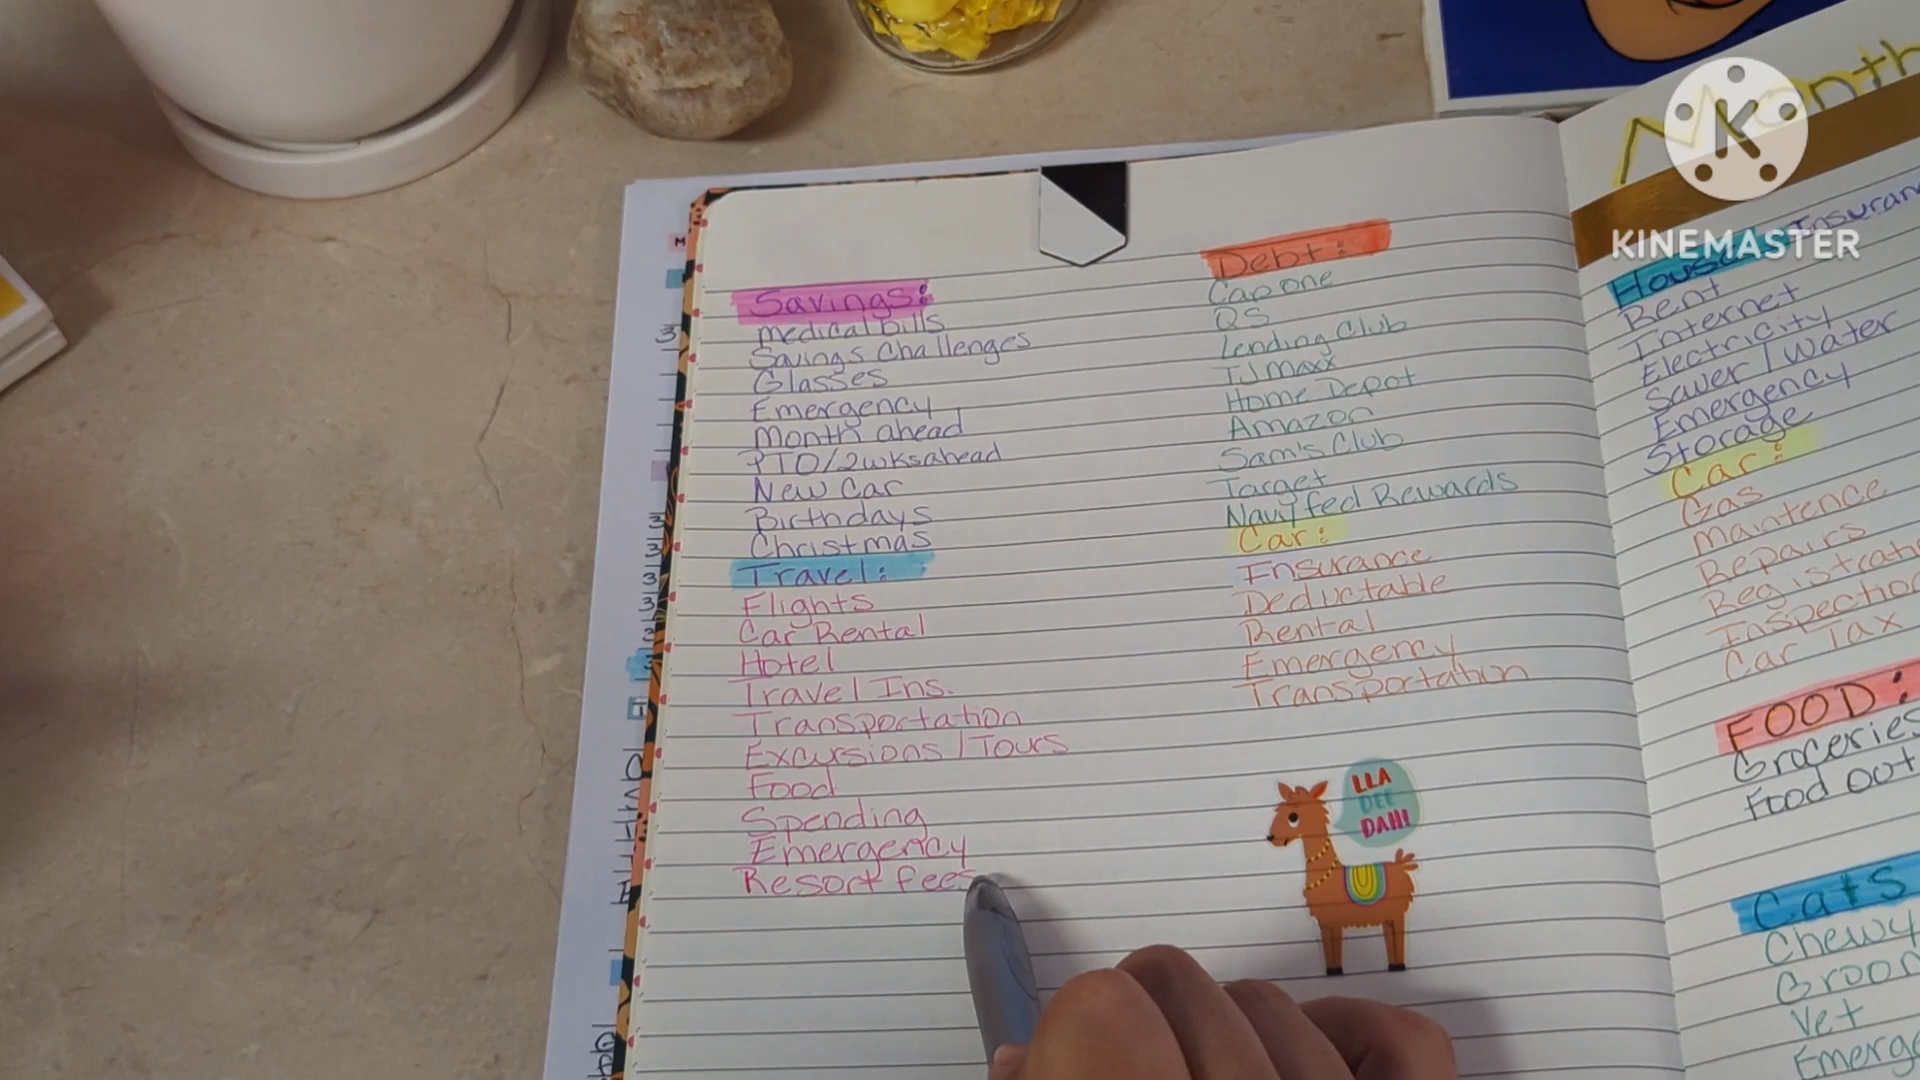 Savings:
medical bills
Savings Challenges
Glasses
Emergency
Month ahead
PTO/2wksahead
New Car
Birthdays
Christmas
Travel:
Flights
Car Rental
Hotel
Travel Ins.
Transportation
Excursions / Tours
Food
Spending
Emergency
Resort fees
Debt:
Cap one
QS
Lending Club
TJ Maxx
Home Depot
Amazon
Sam's Club
Target
Navyfed Rewards
Car:
Insurance
Deductable
Rental
Emergency
Transportation
LLA
DEE
DAH!
K
KINEMASTER
Rent
Internet
Electricity
Sewer / Water
Emergency
Storage
Car:
Gas
Maintence
Repairs
Inspection
Car Tax
FOOD:
Groceries
Food out
Cats
Chewy
Vet